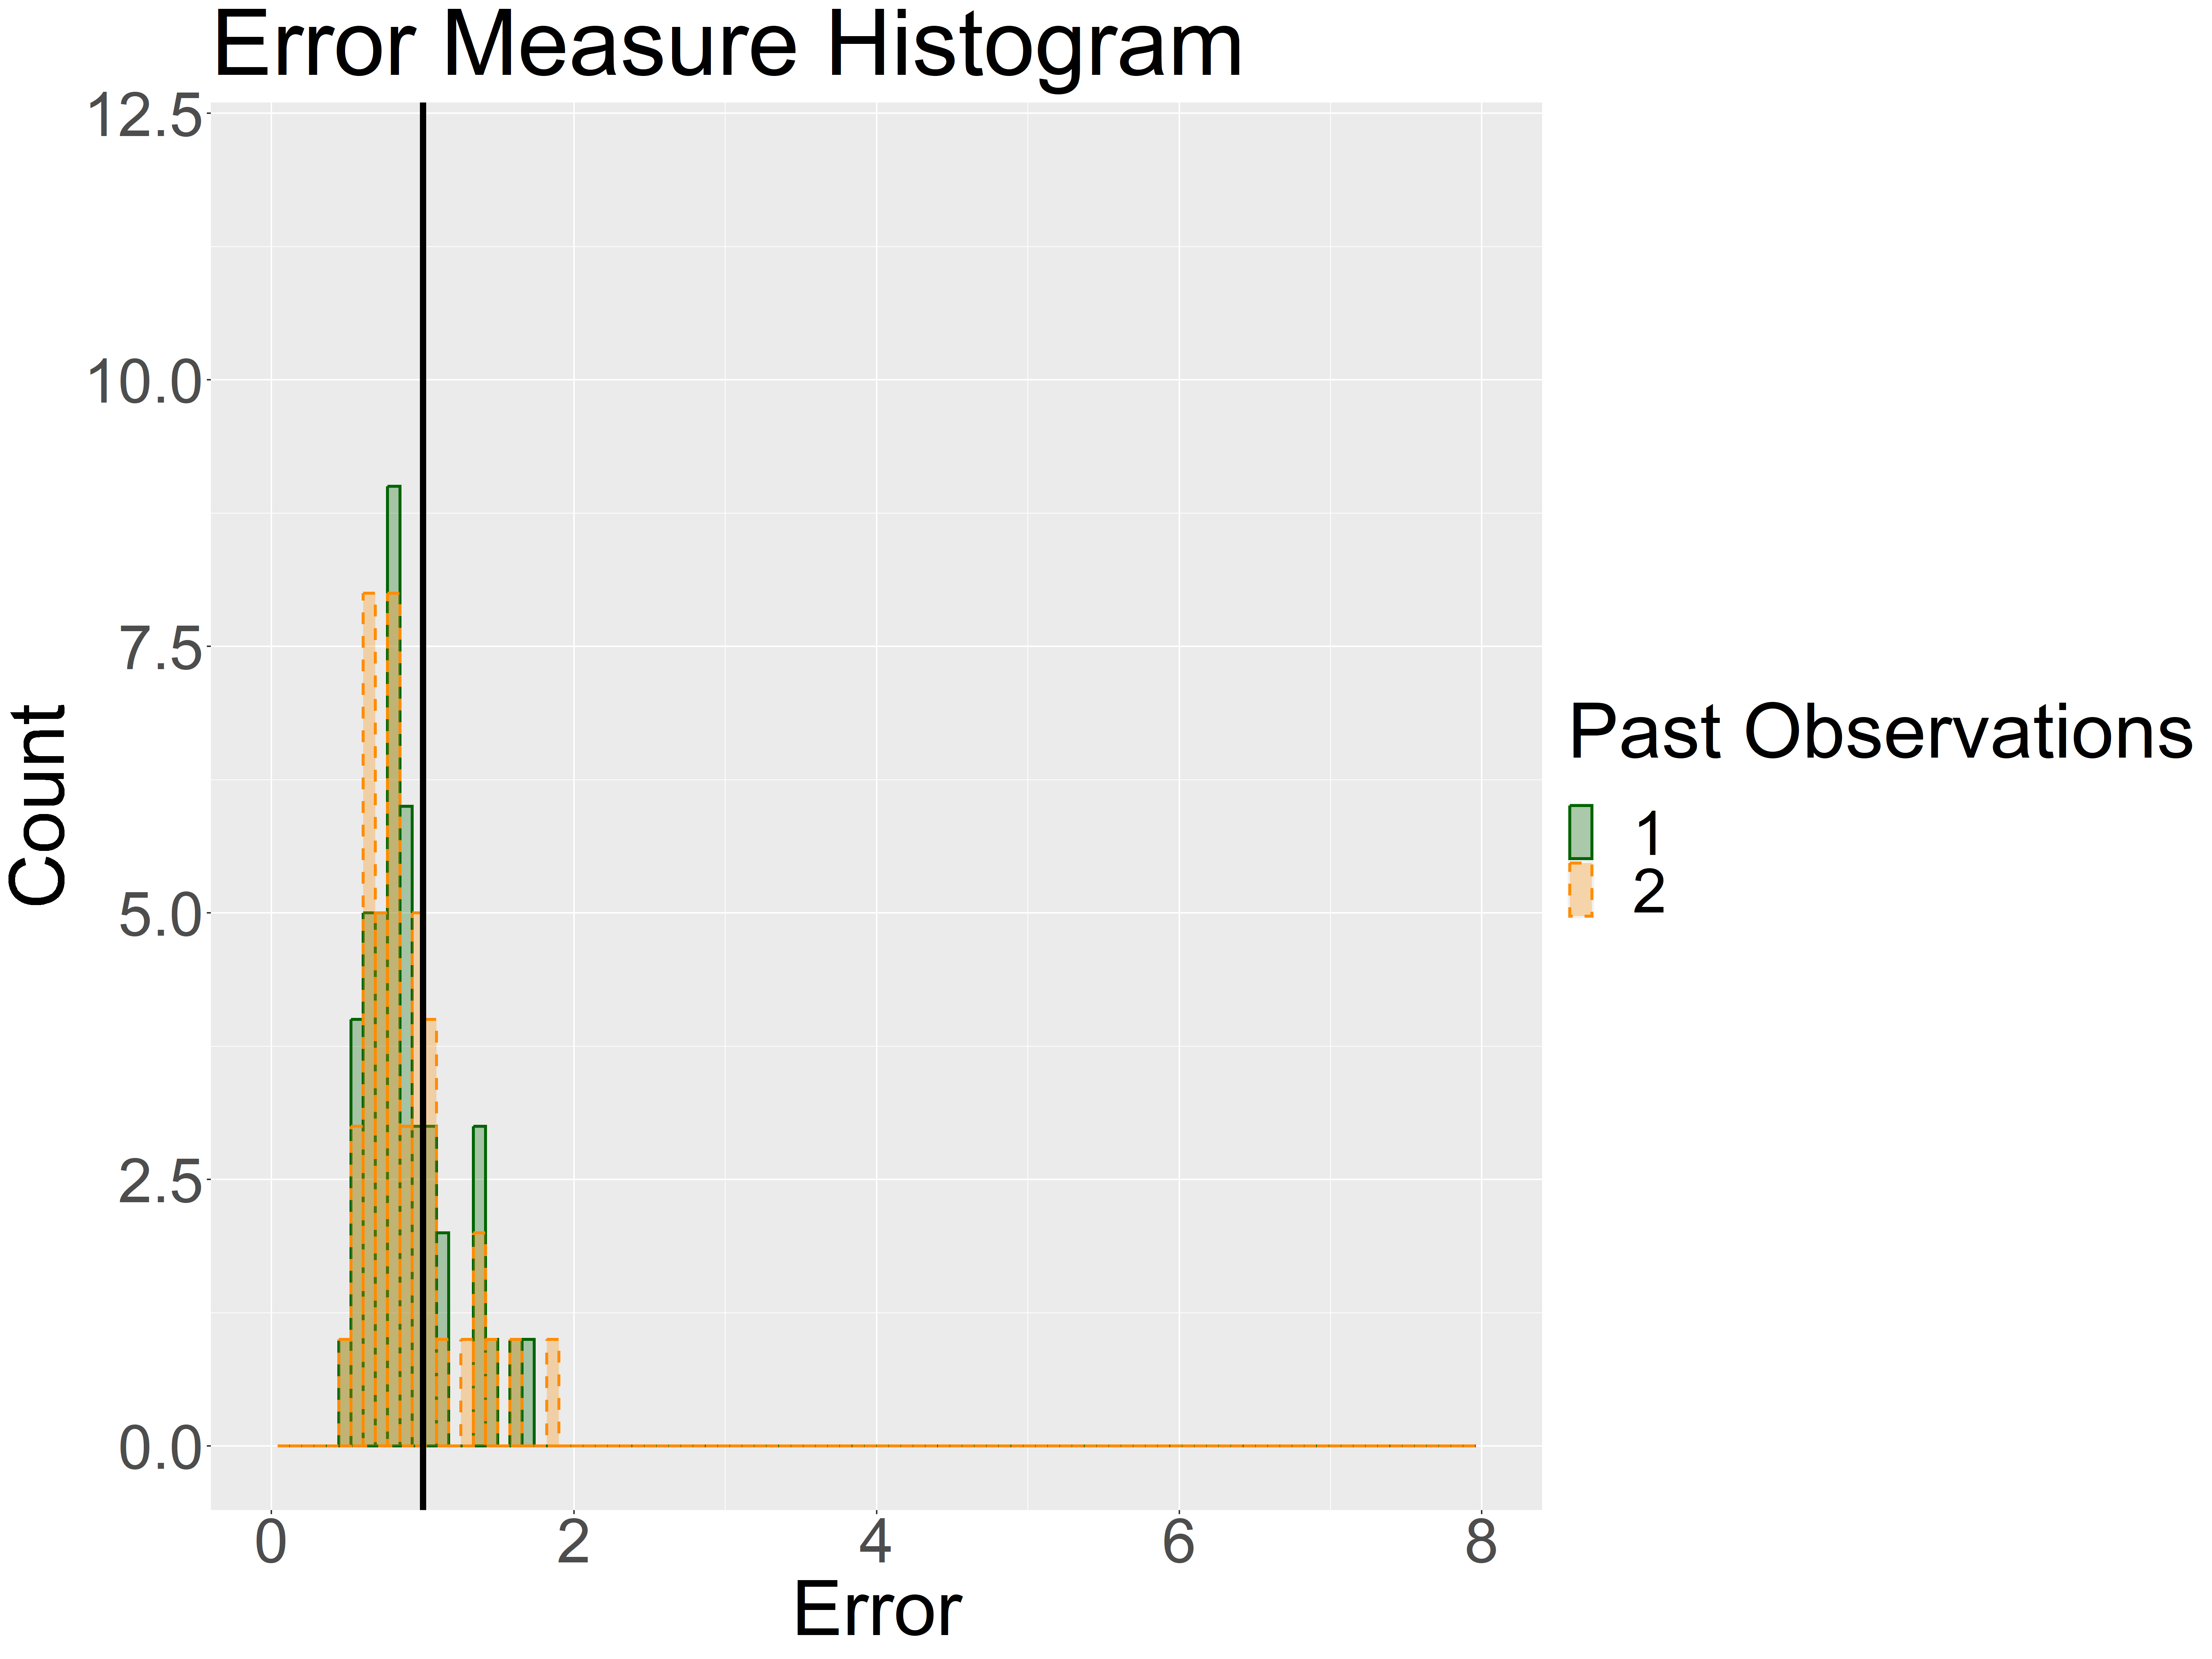 Error Measure Histogram
12.5
10.0
7.5
5.0
2.5
0.0
Count
0 2 4 6 8
Error
Past Observations
1
2